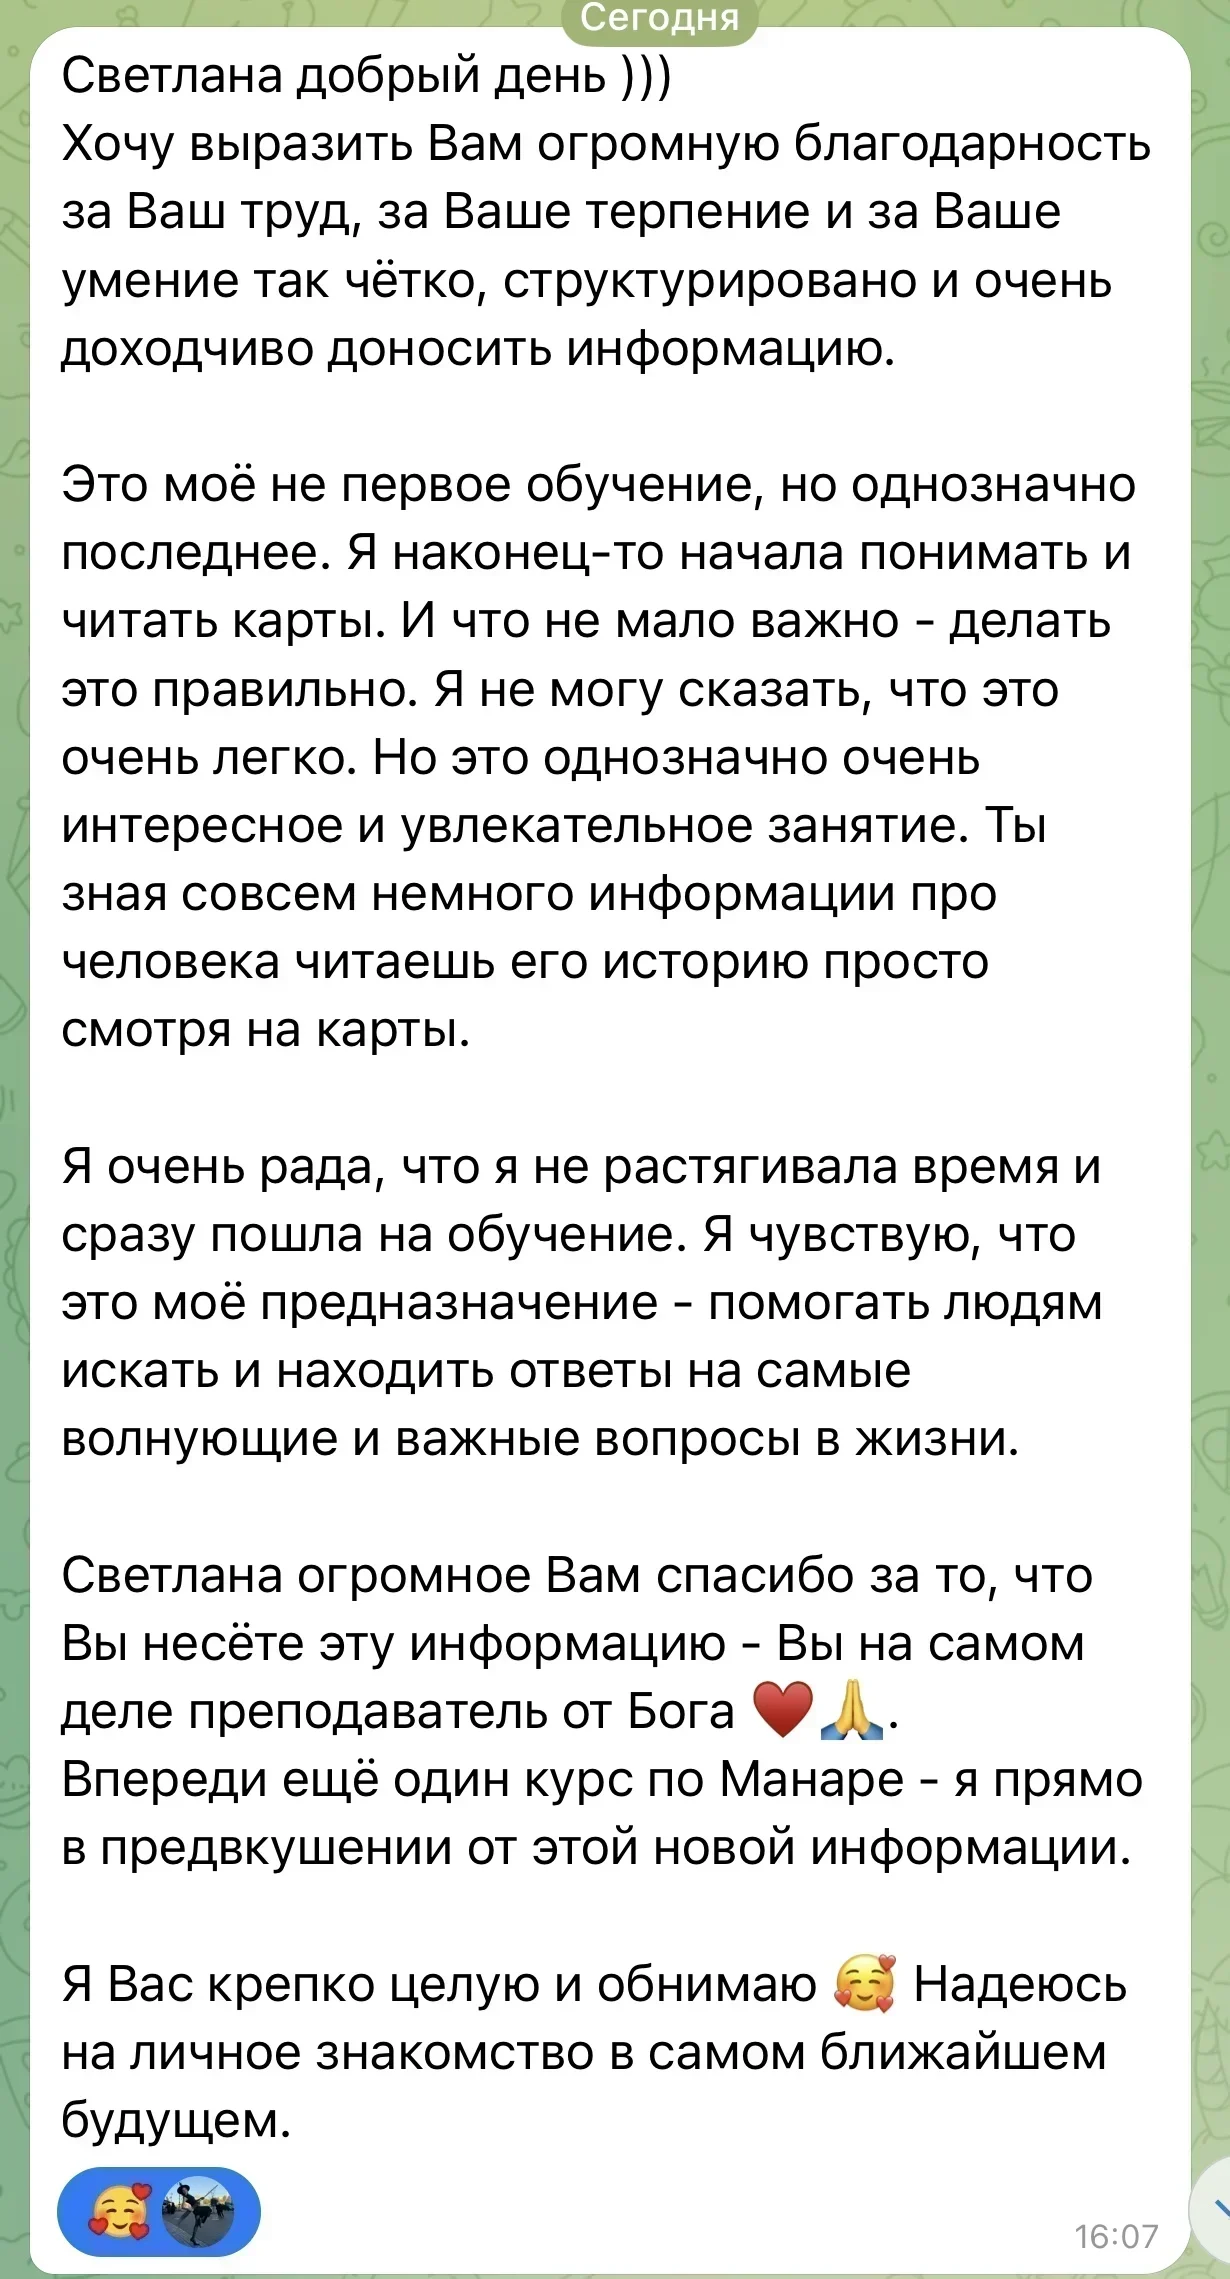 Сегодня
Светлана добрый день )))
Хочу выразить Вам огромную благодарность
за Ваш труд, за Ваше терпение и за Ваше
умение так чётко, структурировано и очень
доходчиво доносить информацию.
Это моё не первое обучение, но однозначно
последнее. Я наконец-то начала понимать и
читать карты. И что не мало важно - делать
это правильно. Я не могу сказать, что это
очень легко. Но это однозначно очень
интересное и увлекательное занятие. Ты
зная совсем немного информации про
человека читаешь его историю просто
смотря на карты.
Я очень рада, что я не растягивала время и
сразу пошла на обучение. Я чувствую, что
это моё предназначение - помогать людям
искать и находить ответы на самые
волнующие и важные вопросы в жизни.
Светлана огромное Вам спасибо за то, что
Вы несёте эту информацию - Вы на самом
деле преподаватель от Бога ❤️🙏.
Впереди ещё один курс по Манаре - я прямо
в предвкушении от этой новой информации.
Я Вас крепко целую и обнимаю 🥰 Надеюсь
на личное знакомство в самом ближайшем
будущем.
16:07